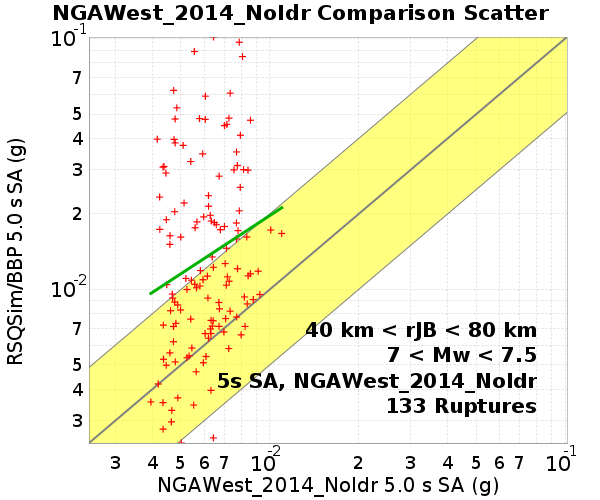 NGAWest_2014_NoIdr Comparison Scatter
RSQSim/BBP 5.0 s SA (g)
10-1
7
5
4
3
2
10-2
7
5
4
3
40 km < rJB < 80 km
7 < Mw < 7.5
5s SA, NGAWest_2014_NoIdr
133 Ruptures
3 4 5 6 7 10-2 2 3 4 5 6 7 10-1
NGAWest_2014_NoIdr 5.0 s SA (g)